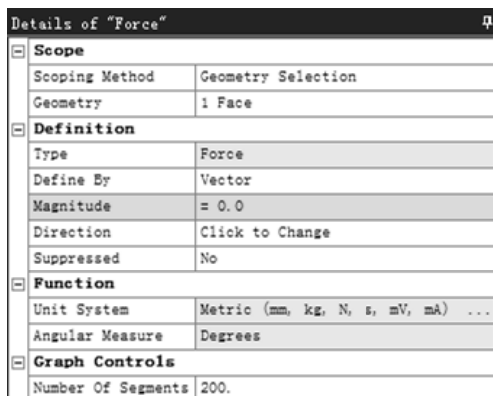 Details of "Force"
Scope
Scoping Method Geometry Selection
Geometry 1 Face
Definition
Type Force
Define By Vector
Magnitude = 0.0
Direction Click to Change
Suppressed No
Function
Unit System Metric (mm, kg, N, s, mV, mA) ...
Angular Measure Degrees
Graph Controls
Number Of Segments 200.